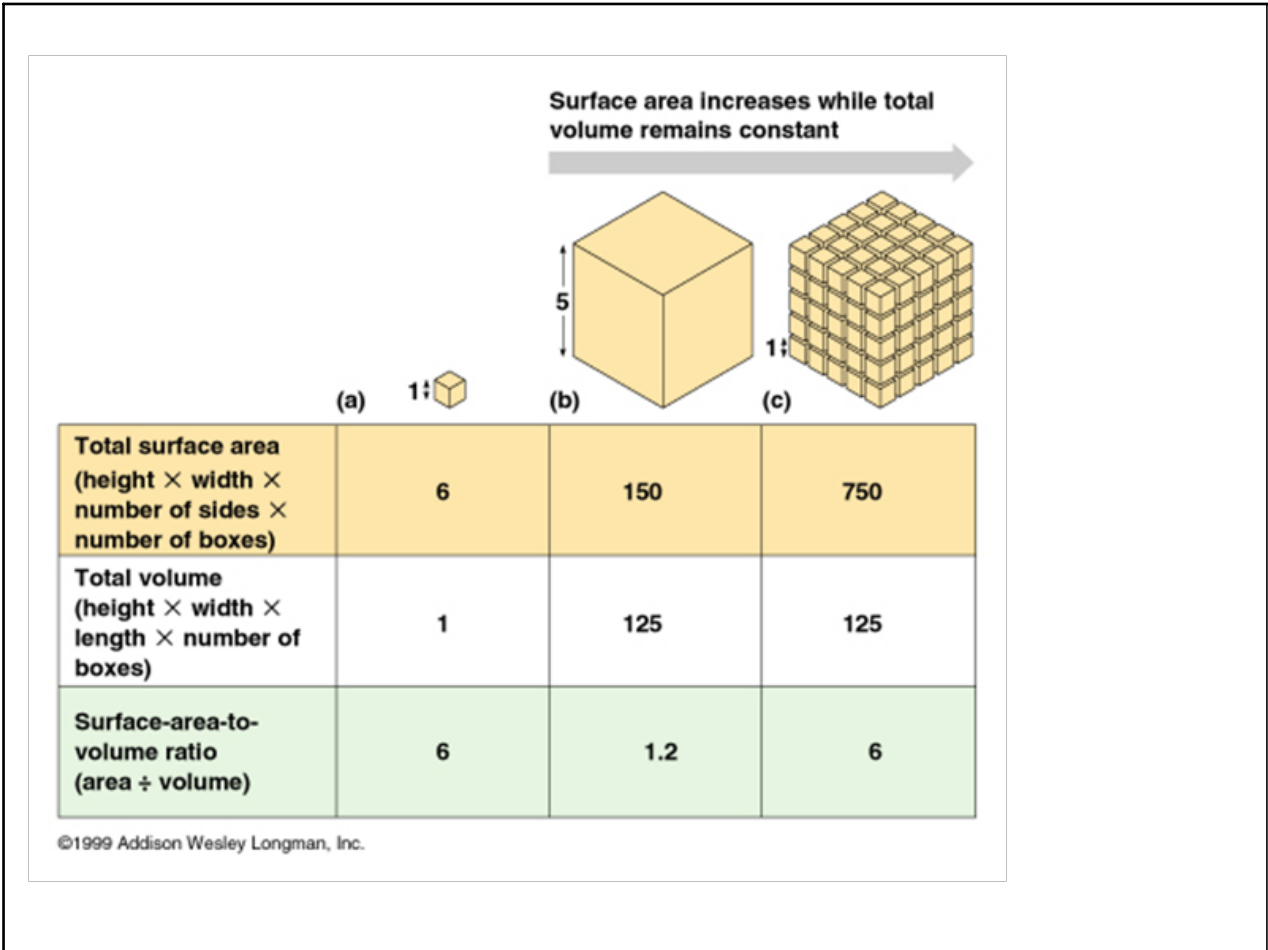 Surface area increases while total
volume remains constant
5
1
1
(a)
(b)
(c)
Total surface area
(height × width ×
number of sides ×
number of boxes)
6
150
750
Total volume
(height × width ×
length × number of
boxes)
1
125
125
Surface-area-to-
volume ratio
(area ÷ volume)
6
1.2
6
©1999 Addison Wesley Longman, Inc.